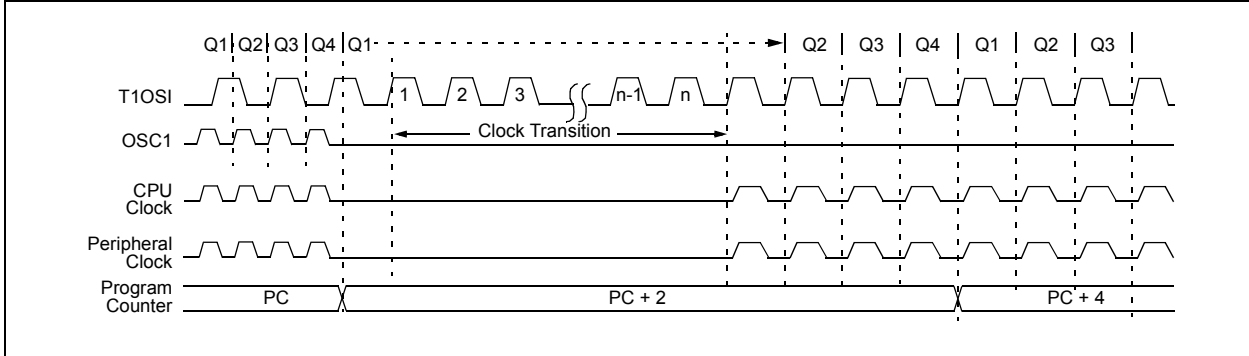 Q1 Q2 Q3 Q4 Q1 Q2 Q3 Q4 Q1 Q2 Q3
T1OSI 1 2 3 n-1 n
Clock Transition
OSC1
CPU
Clock
Peripheral
Clock
Program
Counter
PC PC + 2 PC + 4